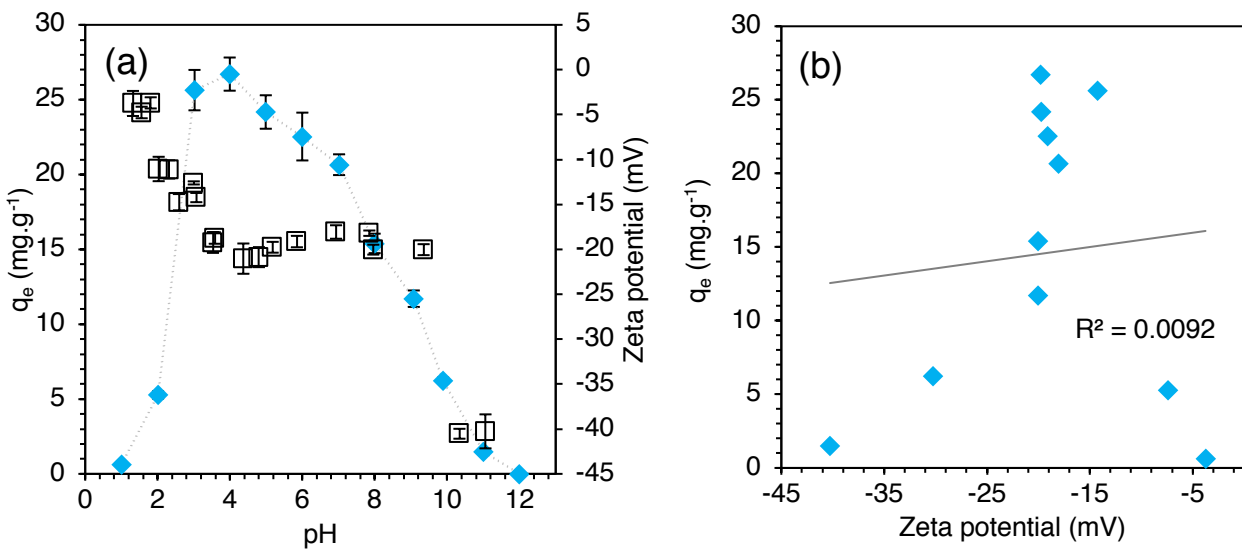 (a)
30
25
20
15
10
5
0
qe (mg.g-1)
0 2 4 6 8 10 12
pH
5
0
-5
-10
-15
-20
-25
-30
-35
-40
-45
Zeta potential (mV)
(b)
30
25
20
15
10
5
0
qe (mg.g-1)
R² = 0.0092
-45 -35 -25 -15 -5
Zeta potential (mV)